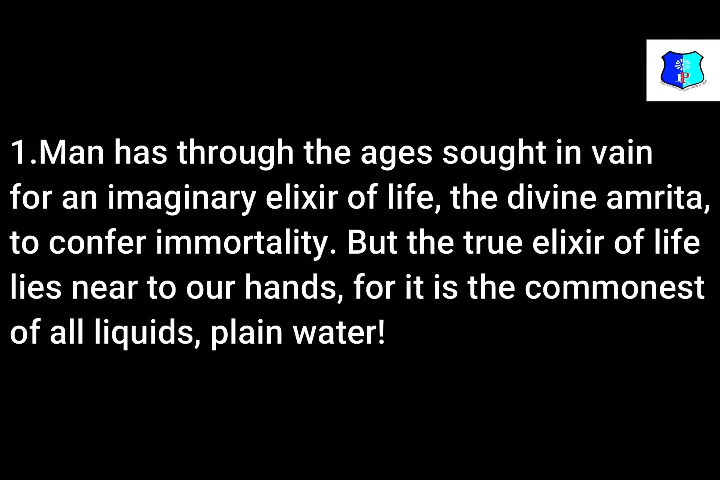 1.Man has through the ages sought in vain
for an imaginary elixir of life, the divine amrita,
to confer immortality. But the true elixir of life
lies near to our hands, for it is the commonest
of all liquids, plain water!